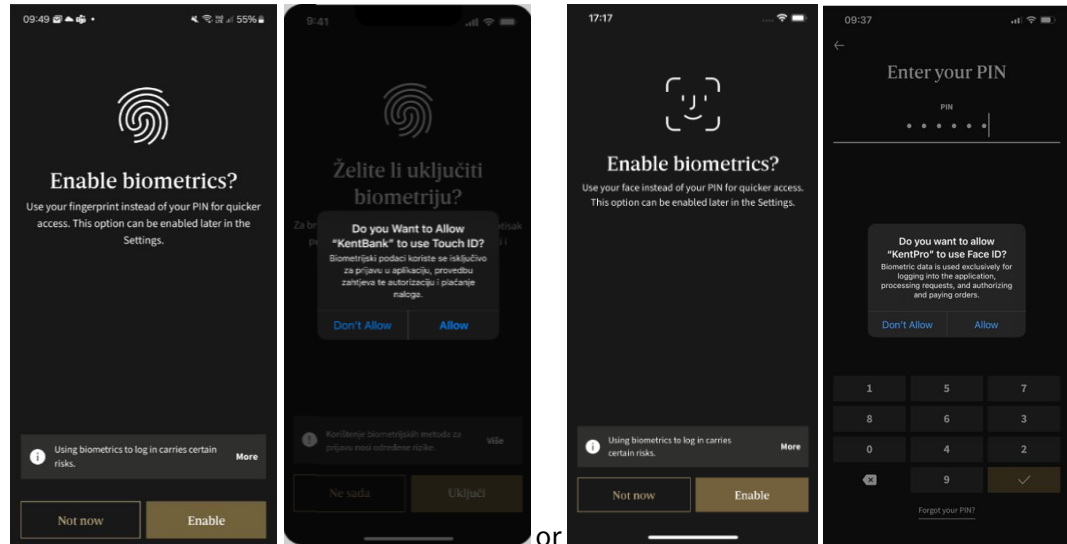 09:49
55%
Enable biometrics?
Use your fingerprint instead of your PIN for quicker
access. This option can be enabled later in the
Settings.
Using biometrics to log in carries certain
risks.
More
Not now
Enable
9:41
Želite li uključiti
biometriju?
Za br
otisak
Do you Want to Allow
“KentBank” to use Touch ID?
Biometrijski podaci koriste se isključivo
za prijavu u aplikaciju, provedbu
zahtjeva te autorizaciju i plaćanje
naloga.
Don't Allow
Allow
Korištenje biometrijskih metoda za
prijavu nosi određene rizike.
Više
Ne sada
Uključi
or
17:17
Enable biometrics?
Use your face instead of your PIN for quicker access.
This option can be enabled later in the Settings.
Using biometrics to log in carries
certain risks.
More
Not now
Enable
09:37
Enter your PIN
PIN
Do you want to allow
“KentPro” to use Face ID?
Biometric data is used exclusively for
logging into the application,
processing requests, and authorizing
and paying orders.
Don't Allow
Allow
1 5 7
8 6 3
0 4 2
9
Forgot your PIN?